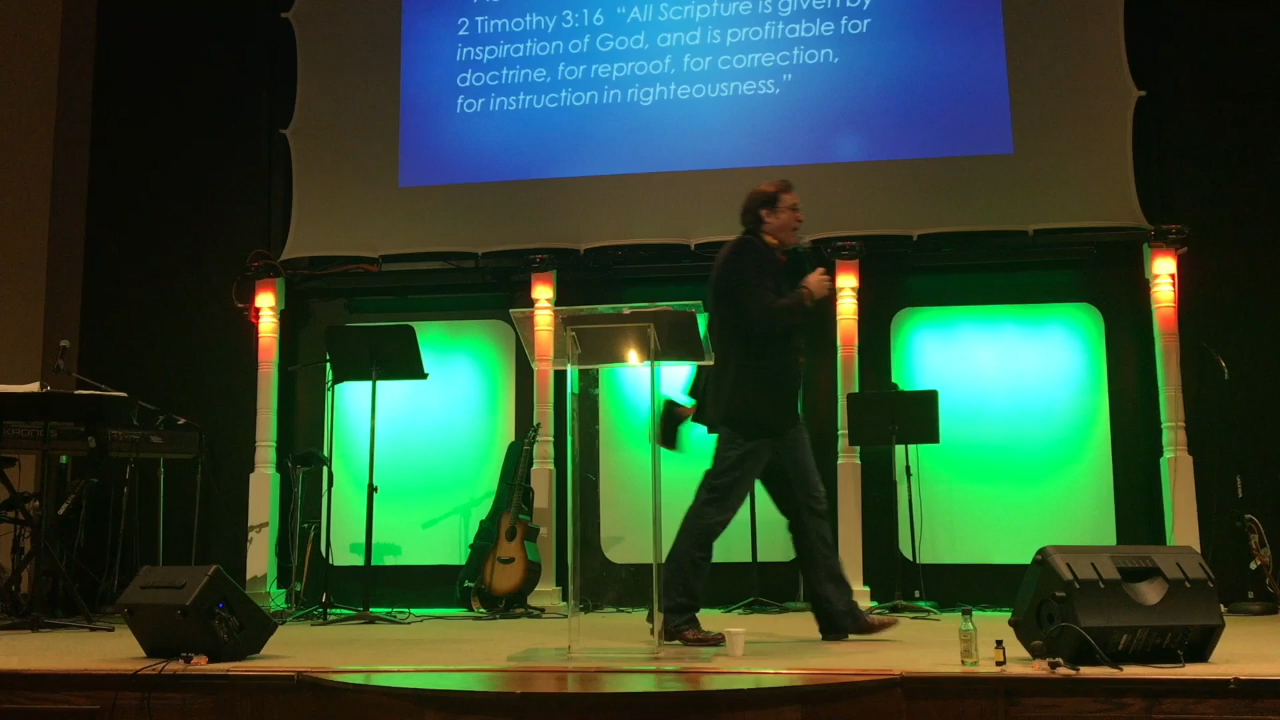 2 Timothy 3:16 “All Scripture is given by
inspiration of God, and is profitable for
doctrine, for reproof, for correction,
for instruction in righteousness,”
KRONOS